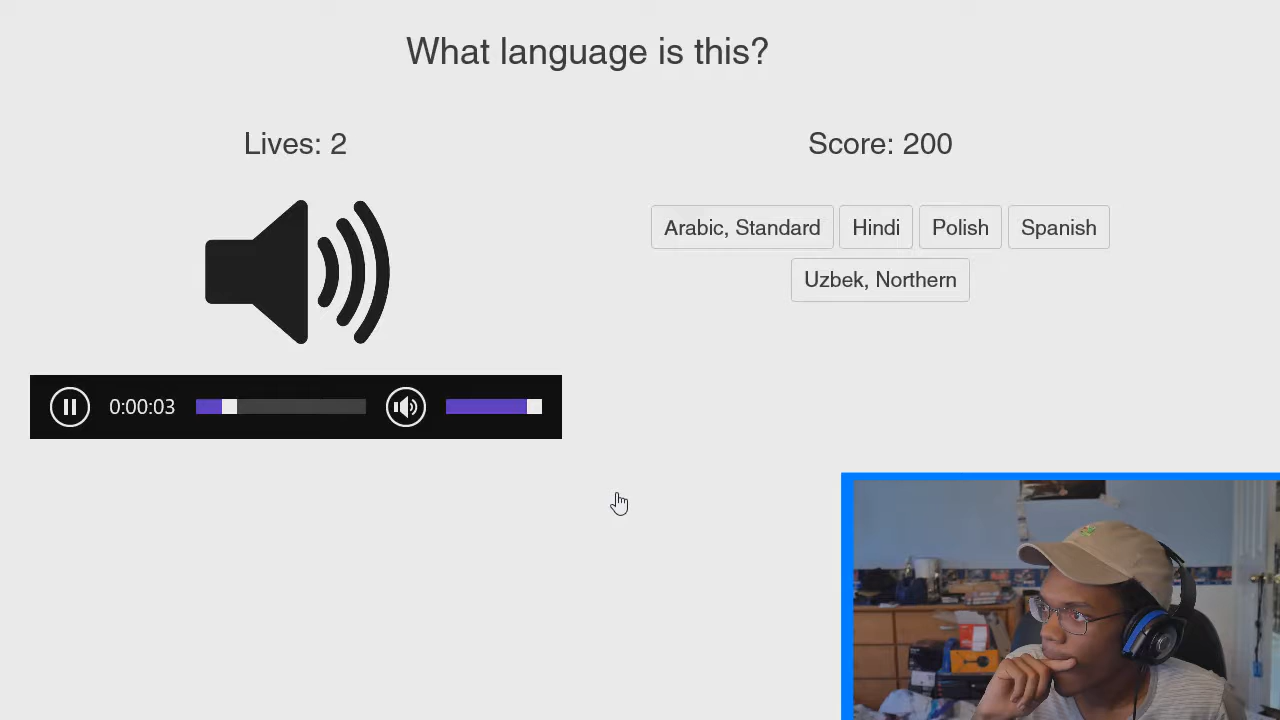 What language is this?
Lives: 2
Score: 200
Arabic, Standard
Hindi
Polish
Spanish
Uzbek, Northern
0:00:03